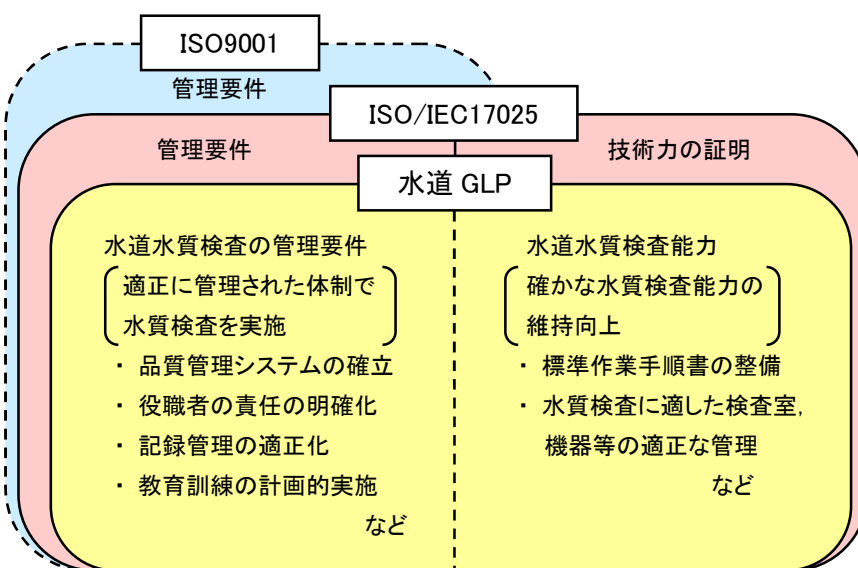 ISO9001
管理要件
ISO/IEC17025
管理要件
技術力の証明
水道 GLP
水道水質検査の管理要件
適正に管理された体制で
水質検査を実施
・ 品質管理システムの確立
・ 役職者の責任の明確化
・ 記録管理の適正化
・ 教育訓練の計画的実施
など
水道水質検査能力
確かな水質検査能力の
維持向上
・ 標準作業手順書の整備
・ 水質検査に適した検査室,
機器等の適正な管理
など